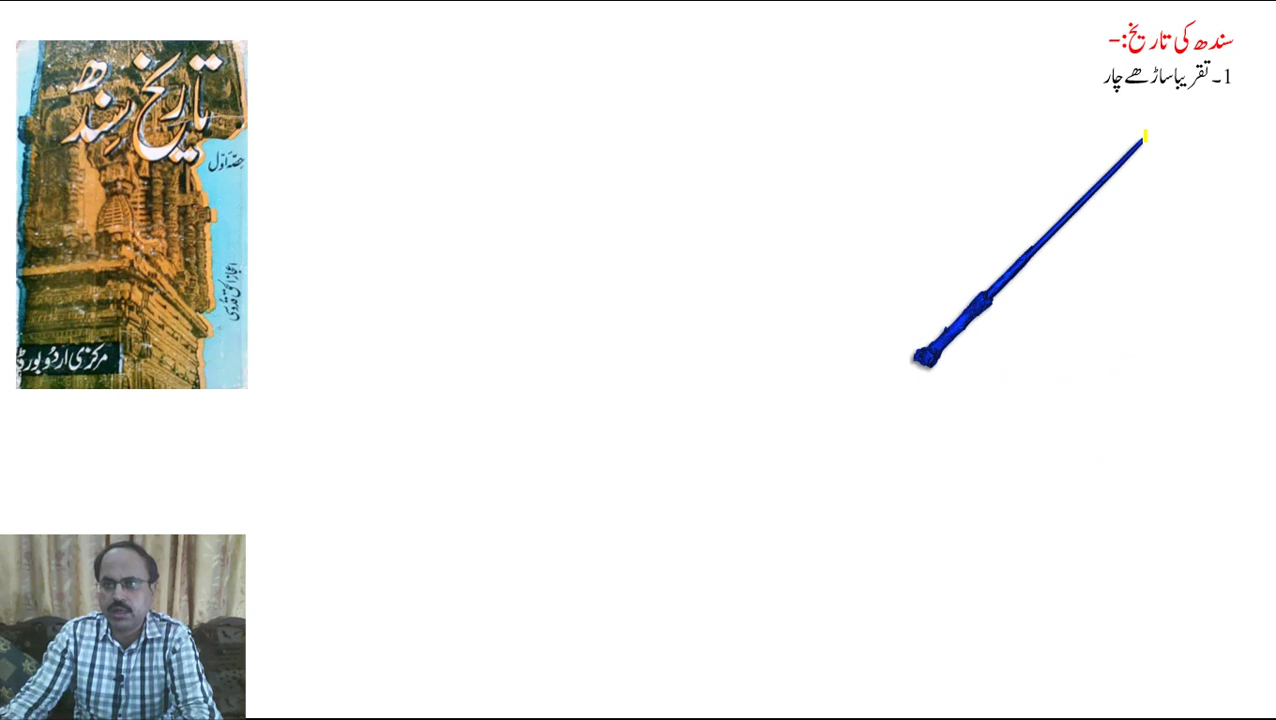 سندھ کی تاریخ:-
1۔ تقریبا ساڑھے چار
تاریخ سندھ
حصہ اول
اعجاز الحق قدوسی
مرکزی اردو بورڈ